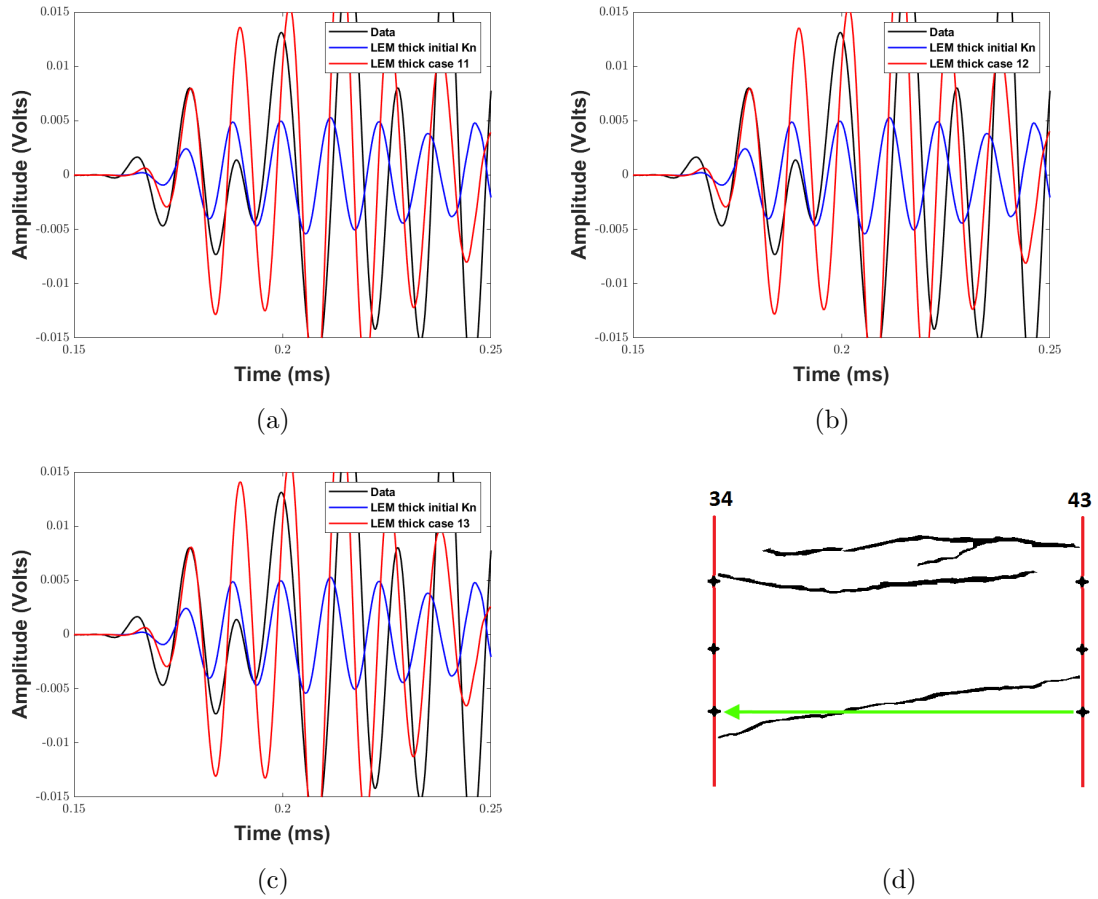 0.015
0.01
0.005
0
-0.005
-0.01
-0.015
Amplitude (Volts)
Data
LEM thick initial Kn
LEM thick case 11
0.15
0.2
0.25
Time (ms)
(a)
0.015
0.01
0.005
0
-0.005
-0.01
-0.015
Amplitude (Volts)
Data
LEM thick initial Kn
LEM thick case 12
0.15
0.2
0.25
Time (ms)
(b)
0.015
0.01
0.005
0
-0.005
-0.01
-0.015
Amplitude (Volts)
Data
LEM thick initial Kn
LEM thick case 13
0.15
0.2
0.25
Time (ms)
(c)
34
43
(d)